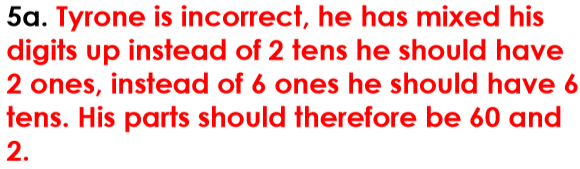 5a. Tyrone is incorrect, he has mixed his
digits up instead of 2 tens he should have
2 ones, instead of 6 ones he should have 6
tens. His parts should therefore be 60 and
2.